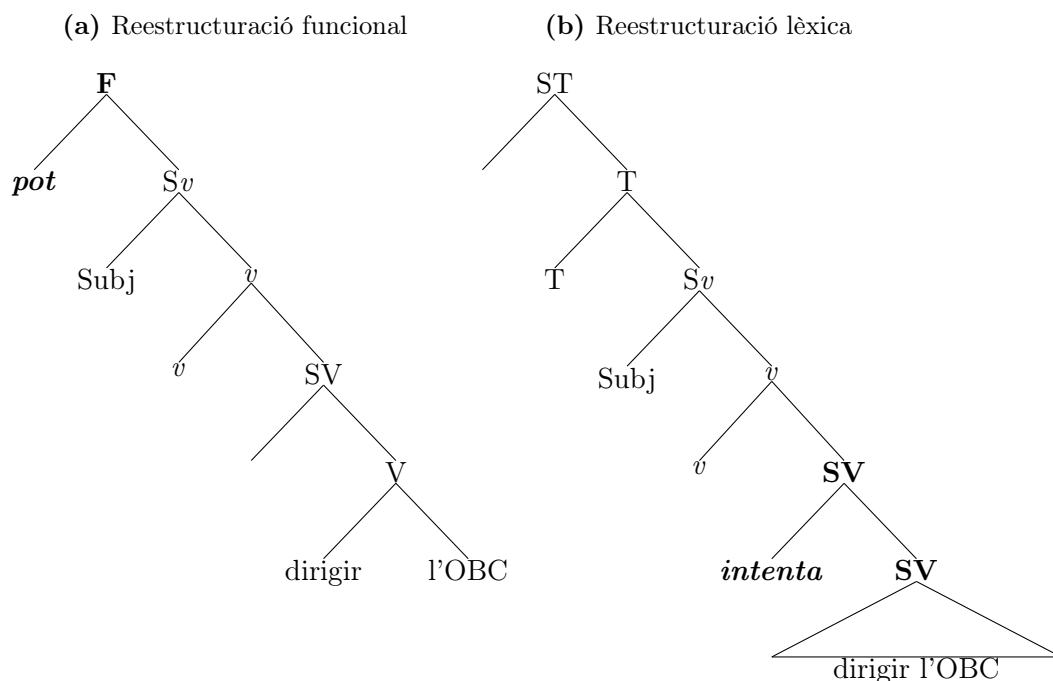 (a) Reestructuració funcional
F
pot
Sv
Subj
v
v
SV
V
dirigir
l'OBC
(b) Reestructuració lèxica
ST
T
T
Sv
Subj
v
v
SV
intenta
SV
dirigir l'OBC